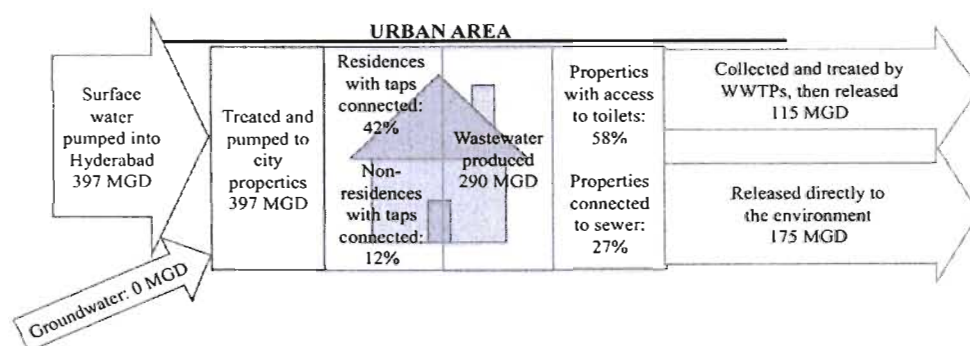 URBAN AREA
Surface
water
pumped into
Hyderabad
397 MGD
Groundwater: 0 MGD
Treated and
pumped to
city
properties
397 MGD
Residences
with taps
connected:
42%
Non-
residences
with taps
connected:
12%
Wastewater
produced
290 MGD
Properties
with access
to toilets:
58%
Properties
connected
to sewer:
27%
Collected and treated by
WWTPs, then released
115 MGD
Released directly to
the environment
175 MGD